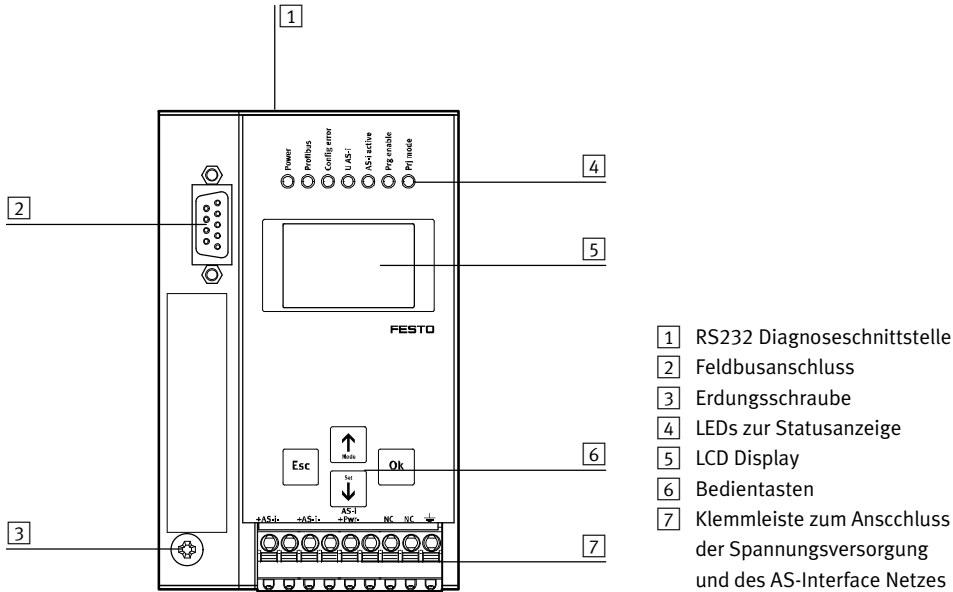 1
Power
Profibus
Config error
U AS-i
AS-i active
Prg enable
Prj mode
4
2
5
FESTO
Mode
Esc
Ok
6
Set
AS-i
+AS-i-
+AS-i-
+Pwr-
NC
NC
3
7
1 RS232 Diagnoseschnittstelle
2 Feldbusanschluss
3 Erdungsschraube
4 LEDs zur Statusanzeige
5 LCD Display
6 Bedientasten
7 Klemmleiste zum Anscchluss
der Spannungsversorgung
und des AS-Interface Netzes